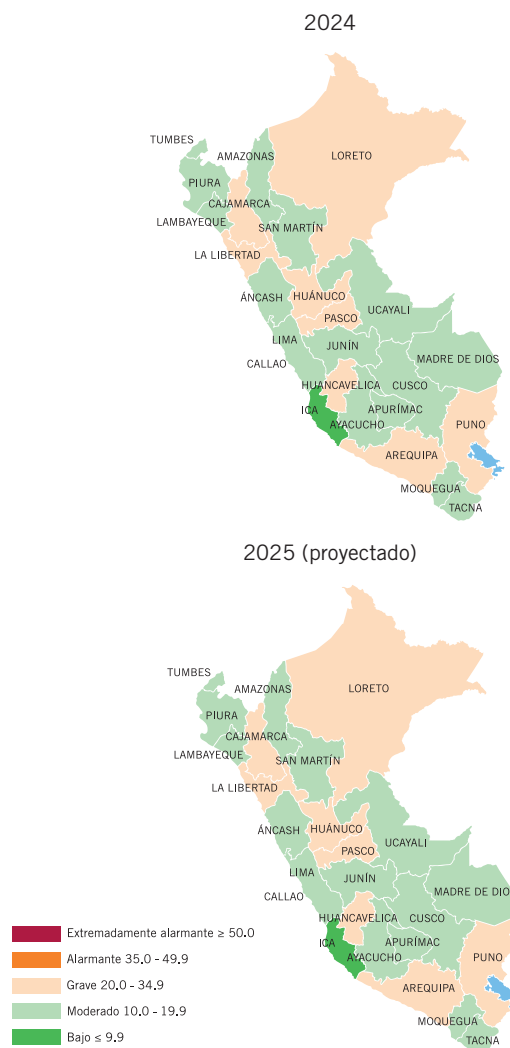 2024
TUMBES
AMAZONAS
LORETO
PIURA
CAJAMARCA
LAMBAYEQUE
SAN MARTÍN
LA LIBERTAD
ÁNCASH
HUÁNUCO
UCAYALI
PASCO
LIMA
JUNÍN
CALLAO
MADRE DE DIOS
HUANCAVELICA
CUSCO
ICA
APURÍMAC
AYACUCHO
PUNO
AREQUIPA
MOQUEGUA
TACNA
2025 (proyectado)
TUMBES
AMAZONAS
LORETO
PIURA
CAJAMARCA
LAMBAYEQUE
SAN MARTÍN
LA LIBERTAD
ÁNCASH
HUÁNUCO
UCAYALI
PASCO
LIMA
JUNÍN
CALLAO
MADRE DE DIO
HUANCAVELICA
CUSCO
ICA
APURÍMAC
AYACUCHO
PUNO
AREQUIPA
MOQUEGUA
TACNA
Extremadamente alarmante ≥ 50.0
Alarmante 35.0 - 49.9
Grave 20.0 - 34.9
Moderado 10.0 - 19.9
Bajo ≤ 9.9